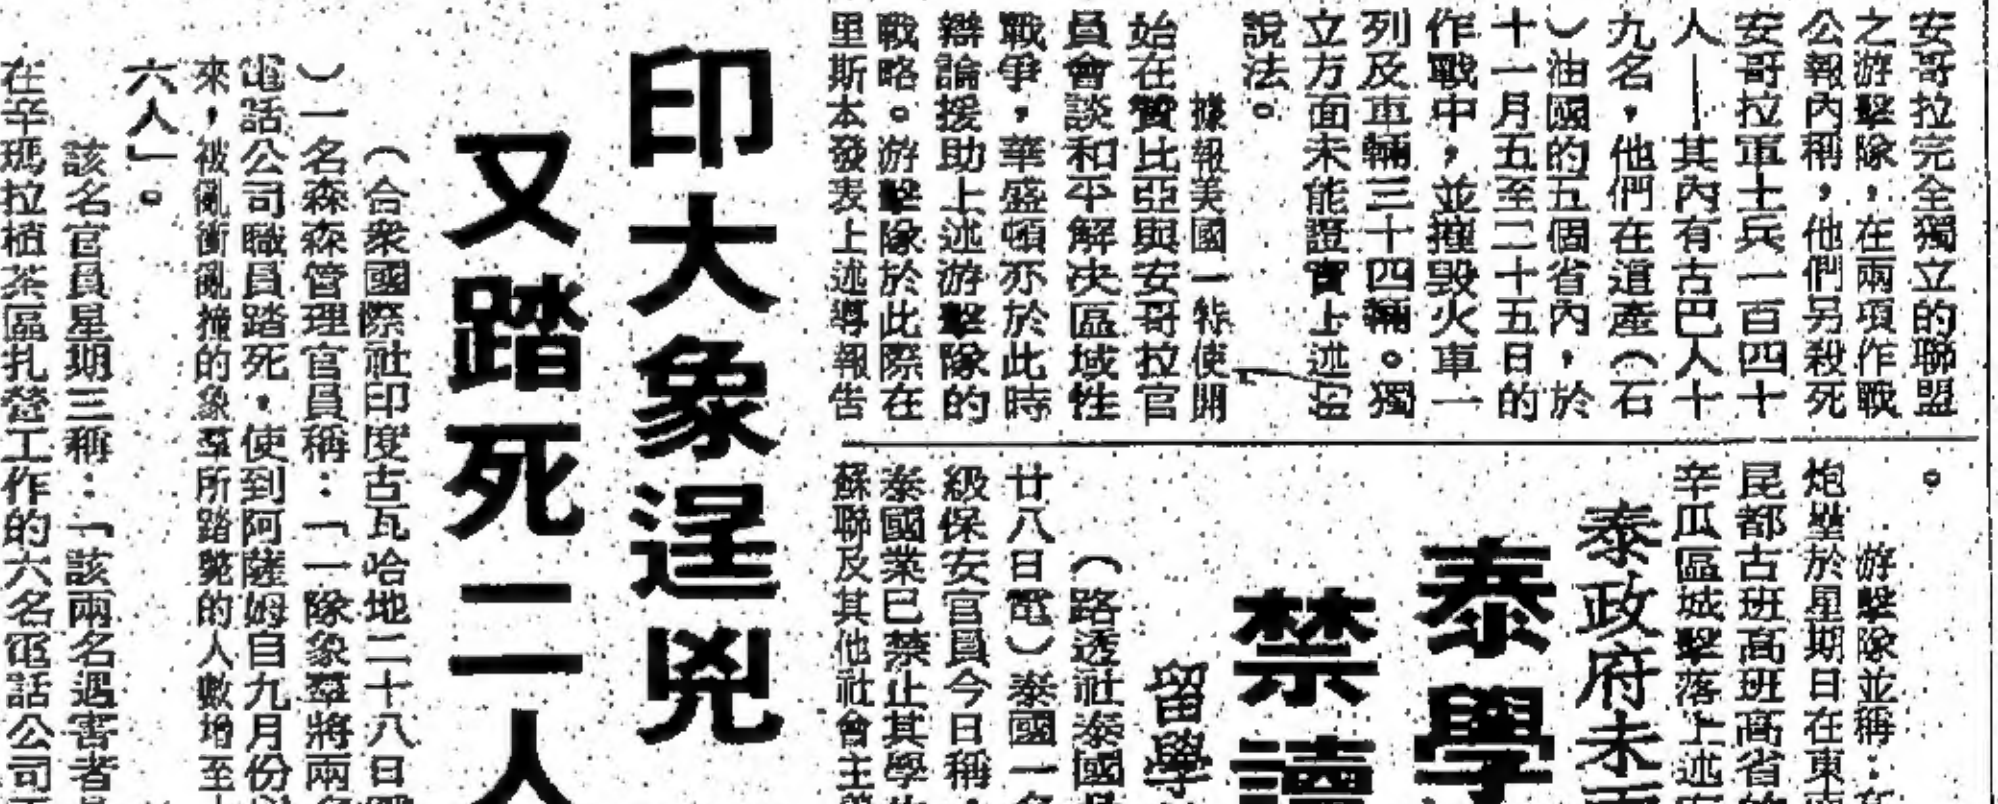 安哥拉完全獨立的聯盟
之游擊隊，在兩項作戰
公報內稱，他們另殺死
安哥拉軍士兵一百四十
人——其內有古巴人十
九名，他們在這產（石
）油國的五個省內，於
十一月五至二十五日的
作戰中，並撞毀火車一
列及車輛三十四輛。獨
立方面未能證實上述這
說法。
據報美國一特使開
始在贊比亞與安哥拉官
員會談和平解決區域性
戰爭，華盛頓亦於此時
辯論援助上述游擊隊的
戰略。游擊隊於此際在
里斯本發表上述導報告
。
游擊隊並稱：
炮壘於星期日在東
昆都古班高班高省
辛瓜區域擊落上述
泰政府未
泰學
禁讀
留學
（路透社泰國
廿八日電）泰國一名
級保安官員今日稱，
泰國業已禁止其學
蘇聯及其他社會主
印大象逞兇
又踏死二人
（合衆國際社印度古瓦哈地二十八日
）一名森森管理官員稱：「一隊象羣將兩
電話公司職員踏死，使到阿薩姆自九月份以
來，被亂衝亂撞的象羣所踏斃的人數增至
六人」。
該名官員星期三稱：「該兩名遇害者
在辛瑪拉植茶區扎營工作的六名電話公司